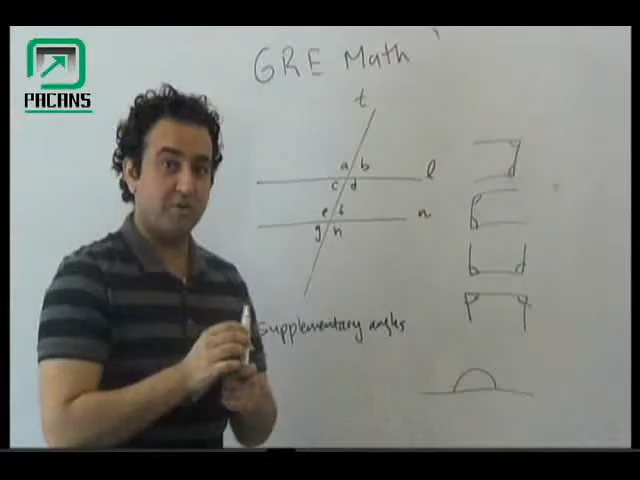 PACANS
GRE Math
t
a b
l
c d
e f
n
g h
Supplementary angles